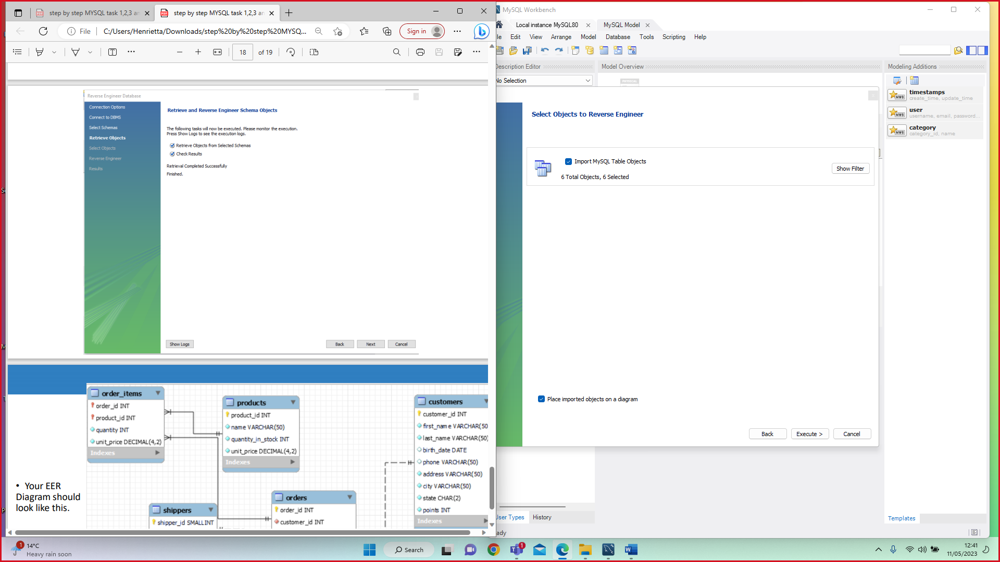 step by step MYSQL task 1,2,3 an
step by step MYSQL task 1,2,3 an
File
C:/Users/Henrietta/Downloads/step%20by%20step%20MYSQ...
Sign in
18 of 19
Reverse Engineer Database
Connection Options
Connect to DBMS
Select Schemas
Retrieve Objects
Select Objects
Reverse Engineer
Results
Retrieve and Reverse Engineer Schema Objects
The following tasks will now be executed. Please monitor the execution.
Press Show Logs to see the execution logs.
Retrieve Objects from Selected Schemas
Check Results
Retrieval Completed Successfully
Finished.
Show Logs
Back
Next
Cancel
order_items
order_id INT
product_id INT
quantity INT
unit_price DECIMAL(4,2)
Indexes
products
product_id INT
name VARCHAR(50)
quantity_in_stock INT
unit_price DECIMAL(4,2)
Indexes
customers
customer_id INT
first_name VARCHAR(50
last_name VARCHAR(50)
birth_date DATE
phone VARCHAR(50)
address VARCHAR(50)
city VARCHAR(50)
state CHAR(2)
points INT
Indexes
• Your EER
Diagram should
look like this.
shippers
shipper_id SMALLINT
orders
order_id INT
customer_id INT
MySQL Workbench
Local instance MySQL80
MySQL Model
le Edit View Arrange Model Database Tools Scripting Help
Description Editor
No Selection
Model Overview
PHYSICAL
Modeling Additions
timestamps
create_time, update_time
user
username, email, password...
category
category_id, name
Select Objects to Reverse Engineer
Import MySQL Table Objects
6 Total Objects, 6 Selected
Show Filter
Place imported objects on a diagram
Back
Execute >
Cancel
User Types
History
Templates
ady
1
14°C
Heavy rain soon
Search
1
12:41
11/05/2023